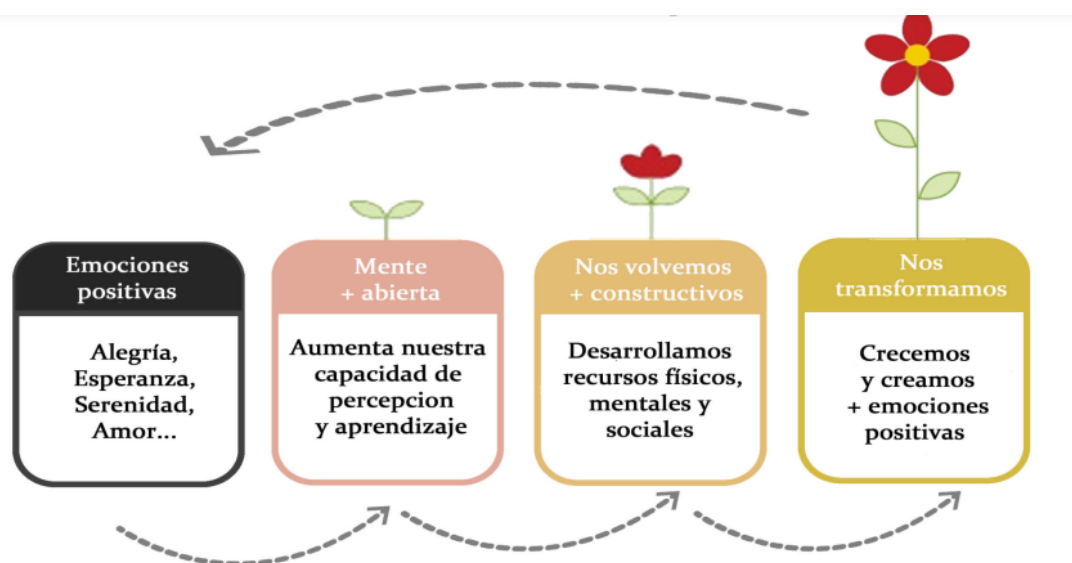 Emociones
positivas
Alegría,
Esperanza,
Serenidad,
Amor...
Mente
+ abierta
Aumenta nuestra
capacidad de
percepcion
y aprendizaje
Nos volvemos
+ constructivos
Desarrollamos
recursos físicos,
mentales y
sociales
Nos
transformamos
Crecemos
y creamos
+ emociones
positivas